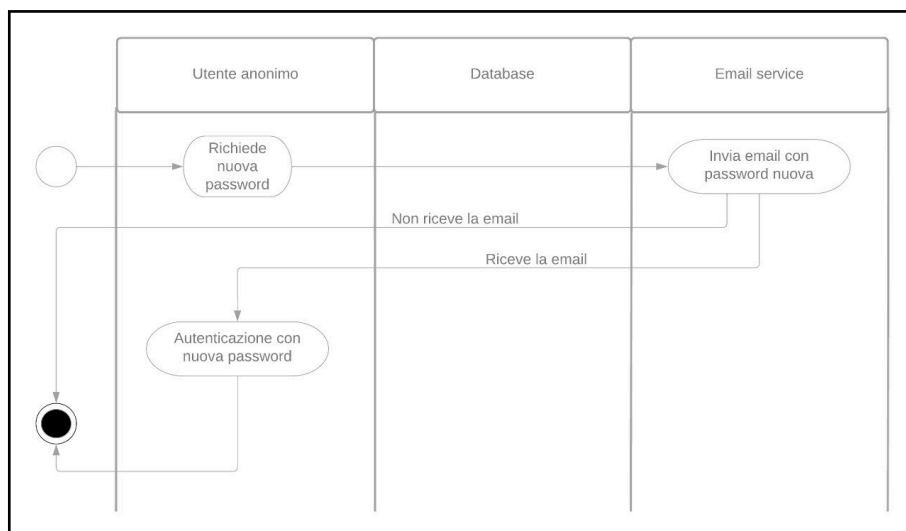 Utente anonimo
Database
Email service
Richiede
nuova
password
Invia email con
password nuova
Non riceve la email
Riceve la email
Autenticazione con
nuova password